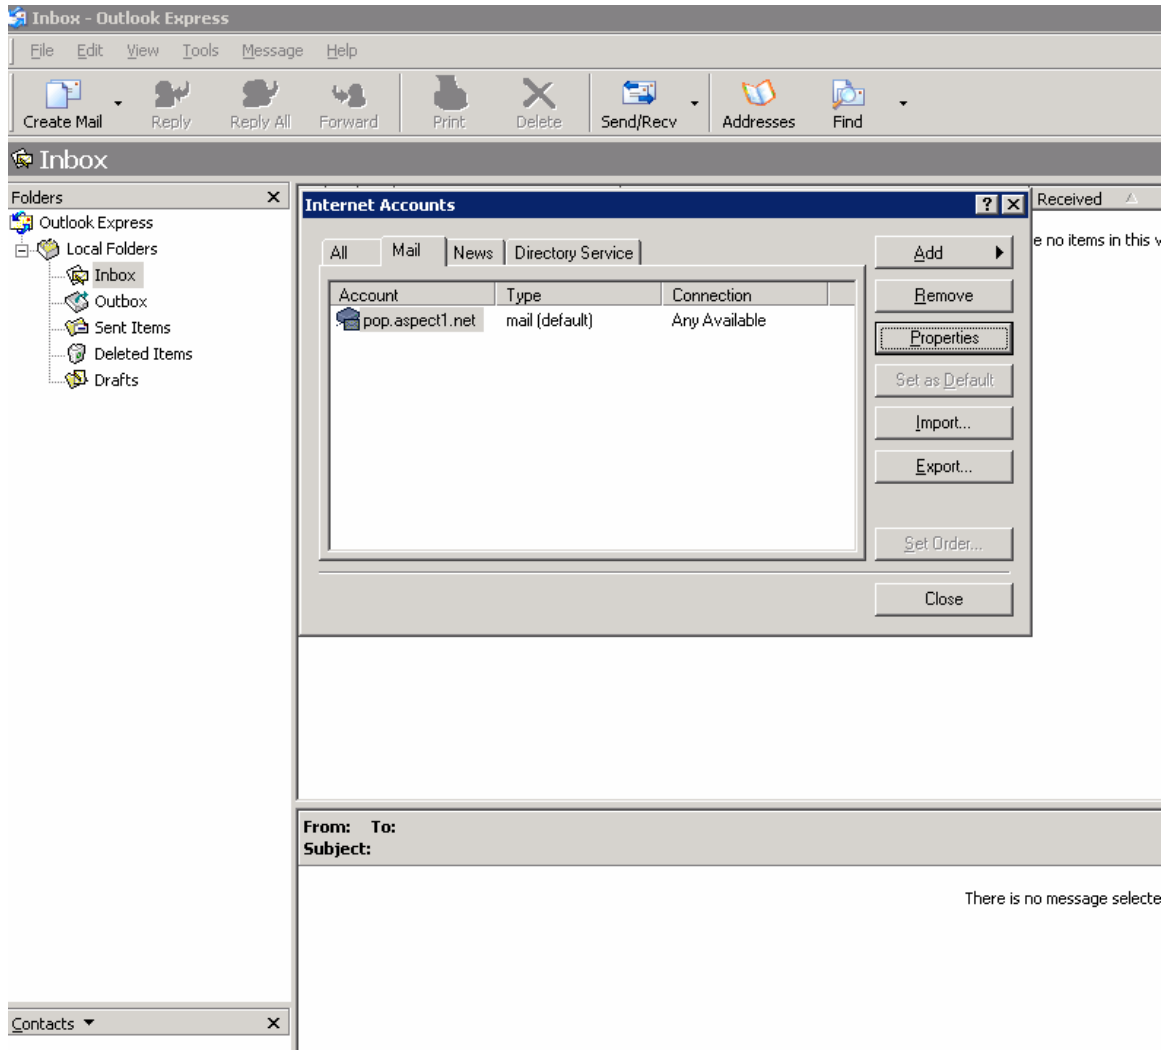 Inbox - Outlook Express
File Edit View Tools Message Help
Create Mail Reply Reply All Forward Print Delete Send/Recv Addresses Find
Inbox
Folders
Outlook Express
Local Folders
Inbox
Outbox
Sent Items
Deleted Items
Drafts
Contacts
Internet Accounts
All Mail News Directory Service
Account Type Connection
pop.aspect1.net mail (default) Any Available
Add
Remove
Properties
Set as Default
Import...
Export...
Set Order...
Close
Received
e no items in this v
From: To:
Subject:
There is no message selecte